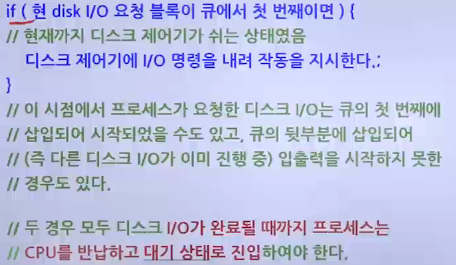 if ( 현 disk I/O 요청 블록이 큐에서 첫 번째이면 ) {
// 현재까지 디스크 제어기가 쉬는 상태였음
디스크 제어기에 I/O 명령을 내려 작동을 지시한다.;
}
// 이 시점에서 프로세스가 요청한 디스크 I/O는 큐의 첫 번째에
// 삽입되어 시작되었을 수도 있고, 큐의 뒷부분에 삽입되어
// (즉 다른 디스크 I/O가 이미 진행 중) 입출력을 시작하지 못한
// 경우도 있다.
// 두 경우 모두 디스크 I/O가 완료될 때까지 프로세스는
// CPU를 반납하고 대기 상태로 진입하여야 한다.